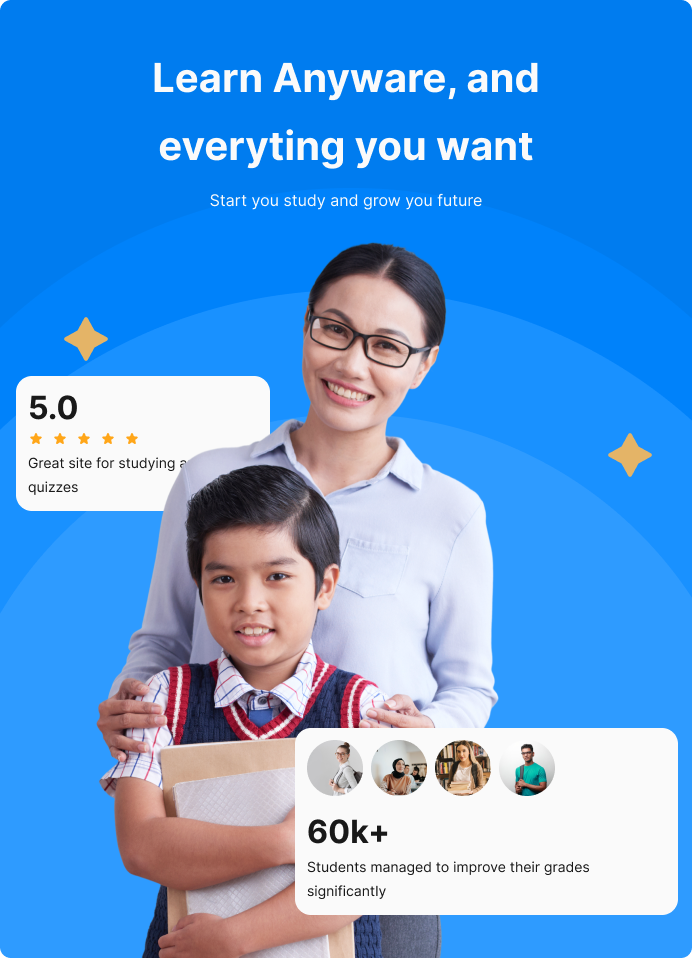 Learn Anyware, and
everyting you want
Start you study and grow you future
5.0
Great site for studying
quizzes
60k+
Students managed to improve their grades
significantly